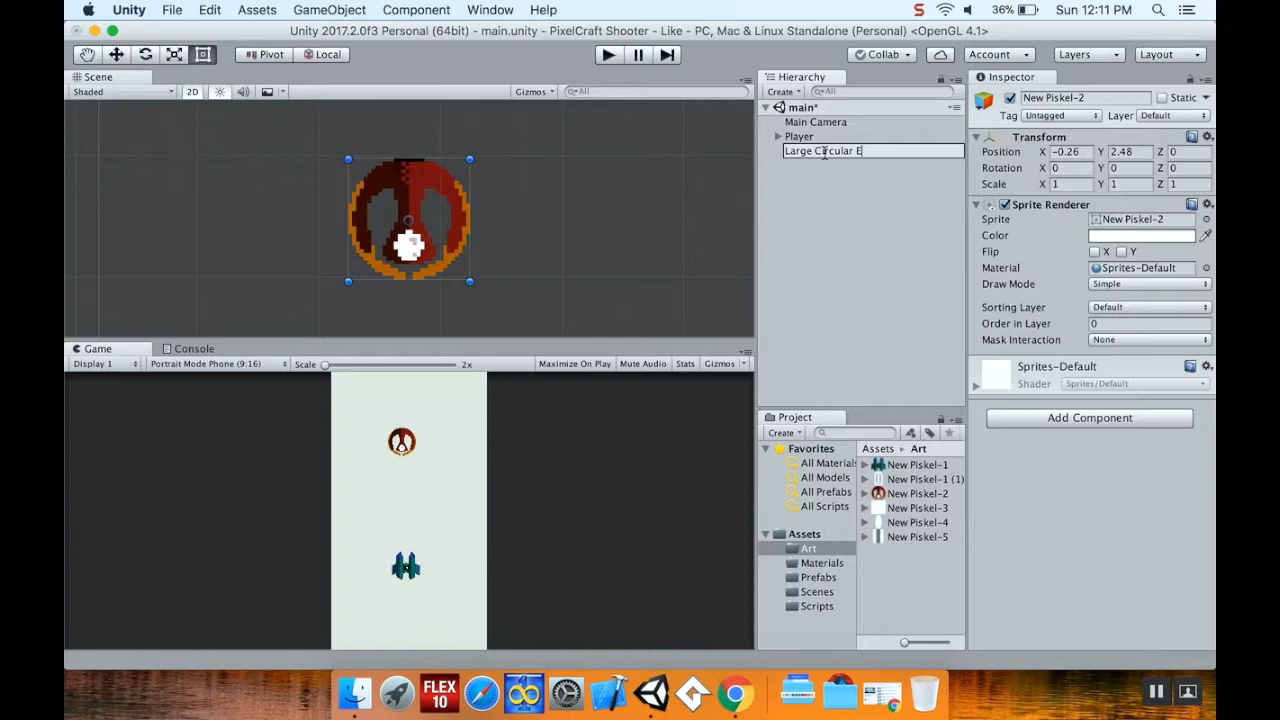 Unity File Edit Assets GameObject Component Window Help 36% Sun 12:11 PM
Unity 2017.2.0f3 Personal (64bit) - main.unity - PixelCraft Shooter - Like - PC, Mac & Linux Standalone (Personal) <OpenGL 4.1>
Pivot Local Collab Account Layers Layout
Scene
Shaded 2D Gizmos All
Hierarchy
Create All
main*
Main Camera
Player
Large Circular E
Inspector
New Piskel-2 Static
Tag Untagged Layer Default
Transform
Position X -0.26 Y 2.48 Z 0
Rotation X 0 Y 0 Z 0
Scale X 1 Y 1 Z 1
Sprite Renderer
Sprite New Piskel-2
Color
Flip X Y
Material Sprites-Default
Draw Mode Simple
Sorting Layer Default
Order in Layer 0
Mask Interaction None
Sprites-Default
Shader Sprites/Default
Add Component
Game Console
Display 1 Portrait Mode Phone (9:16) Scale 2x Maximize On Play Mute Audio Stats Gizmos
Project
Create
Favorites
All Materials
All Models
All Prefabs
All Scripts
Assets
Art
Materials
Prefabs
Scenes
Scripts
Assets Art
New Piskel-1
New Piskel-1 (1)
New Piskel-2
New Piskel-3
New Piskel-4
New Piskel-5
FLEX
10